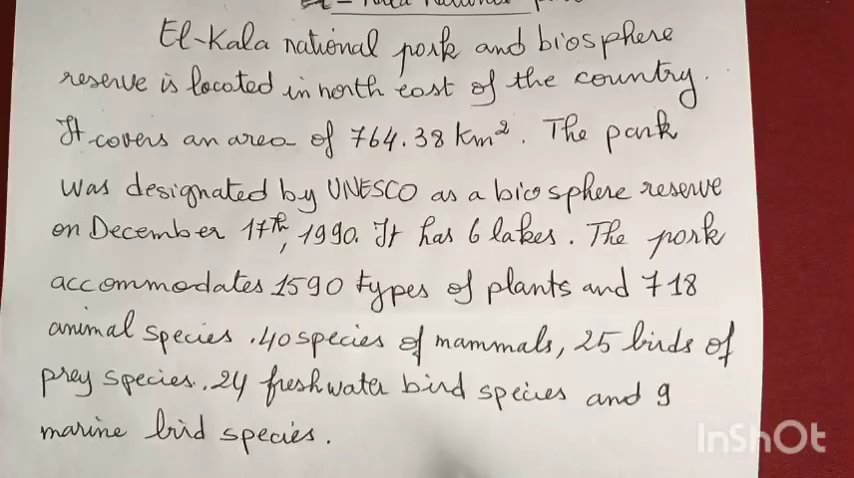 El-Kala national park and biosphere
reserve is located in north east of the country.
It covers an area of 764.38 km². The park
was designated by UNESCO as a biosphere reserve
on December 17th, 1990. It has 6 lakes. The park
accommodates 1590 types of plants and 718
animal species. 40 species of mammals, 25 birds of
prey species. 24 freshwater bird species and 9
marine brid species.
InShOt